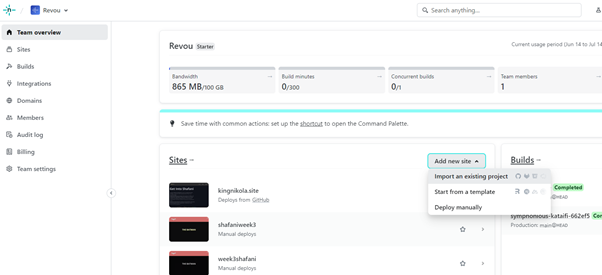 Revou
Search anything...
Team overview
Sites
Builds
Integrations
Domains
Members
Audit log
Billing
Team settings
Revou Starter
Current usage period (Jun 14 to Jul 14
Bandwidth
865 MB/100 GB
Build minutes
0/300
Concurrent builds
0/1
Team members
1
Save time with common actions: set up the shortcut to open the Command Palette.
Sites
Add new site
Import an existing project
Start from a template
Deploy manually
kingnikola.site
Deploys from GitHub
shafaniweek3
Manual deploys
week3shafani
Manual deploys
Builds
Completed
symphonious-kataifi-662ef5 Con
Production: main@HEAD